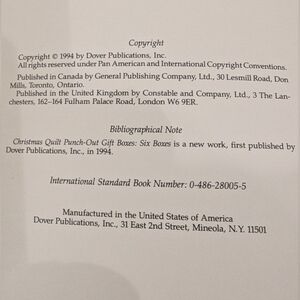 Copyright
Copyright © 1994 by Dover Publications, Inc.
All rights reserved under Pan American and International Copyright Conventions.
Published in Canada by General Publishing Company, Ltd., 30 Lesmill Road, Don
Mills, Toronto, Ontario.
Published in the United Kingdom by Constable and Company, Ltd., 3 The Lan-
chesters, 162–164 Fulham Palace Road, London W6 9ER.
Bibliographical Note
Christmas Quilt Punch-Out Gift Boxes: Six Boxes is a new work, first published by
Dover Publications, Inc., in 1994.
International Standard Book Number: 0-486-28005-5
Manufactured in the United States of America
Dover Publications, Inc., 31 East 2nd Street, Mineola, N.Y. 11501